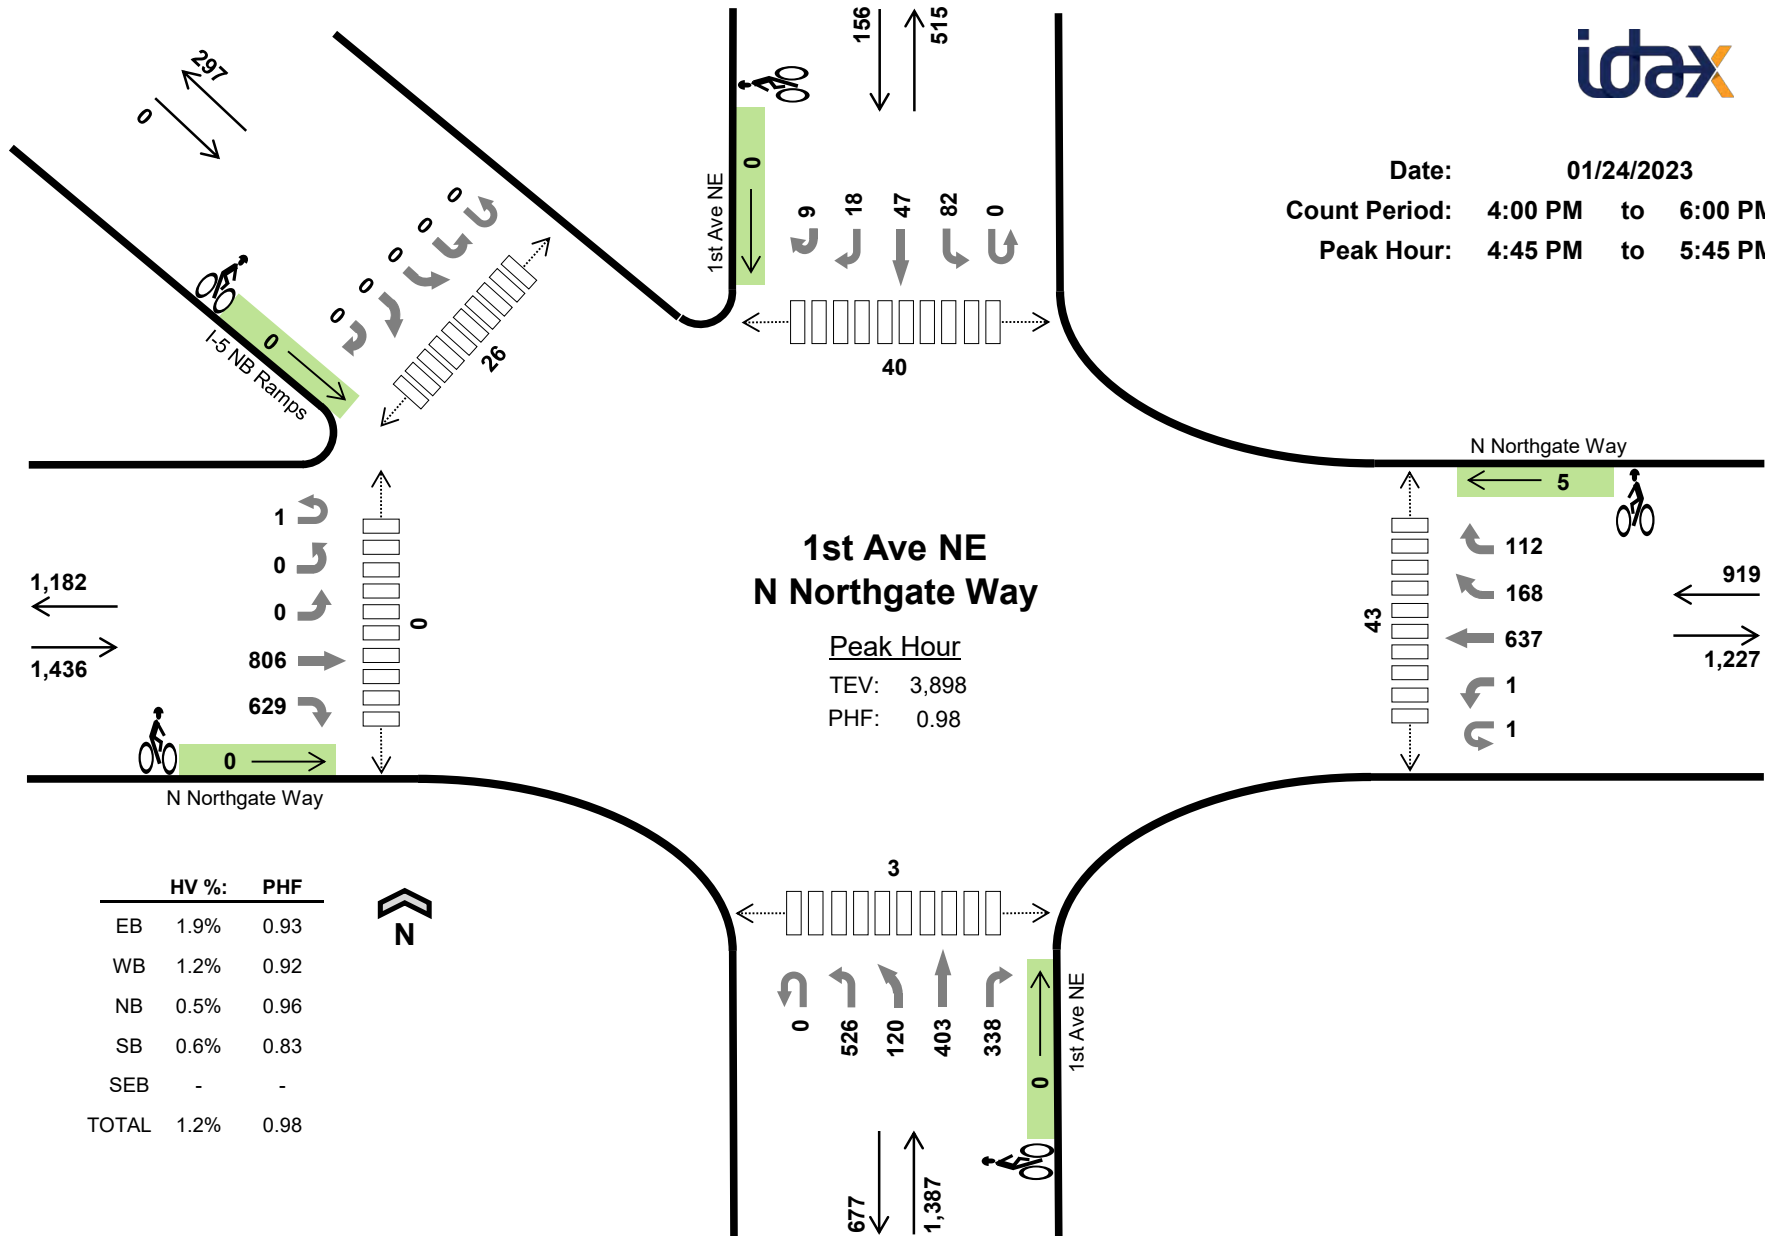 idax
Date: 01/24/2023
Count Period: 4:00 PM to 6:00 PM
Peak Hour: 4:45 PM to 5:45 PM
297
0
156
515
1st Ave NE
0
9
18
47
82
0
40
0
0
0
0
0
26
0
I-5 NB Ramps
N Northgate Way
5
112
168
637
1
1
43
919
1,227
1
0
0
806
629
0
1,182
1,436
0
N Northgate Way
1st Ave NE
N Northgate Way
Peak Hour
TEV: 3,898
PHF: 0.98
3
0
526
120
403
338
0
1st Ave NE
677
1,387
HV %: PHF
EB 1.9% 0.93
WB 1.2% 0.92
NB 0.5% 0.96
SB 0.6% 0.83
SEB - -
TOTAL 1.2% 0.98
N